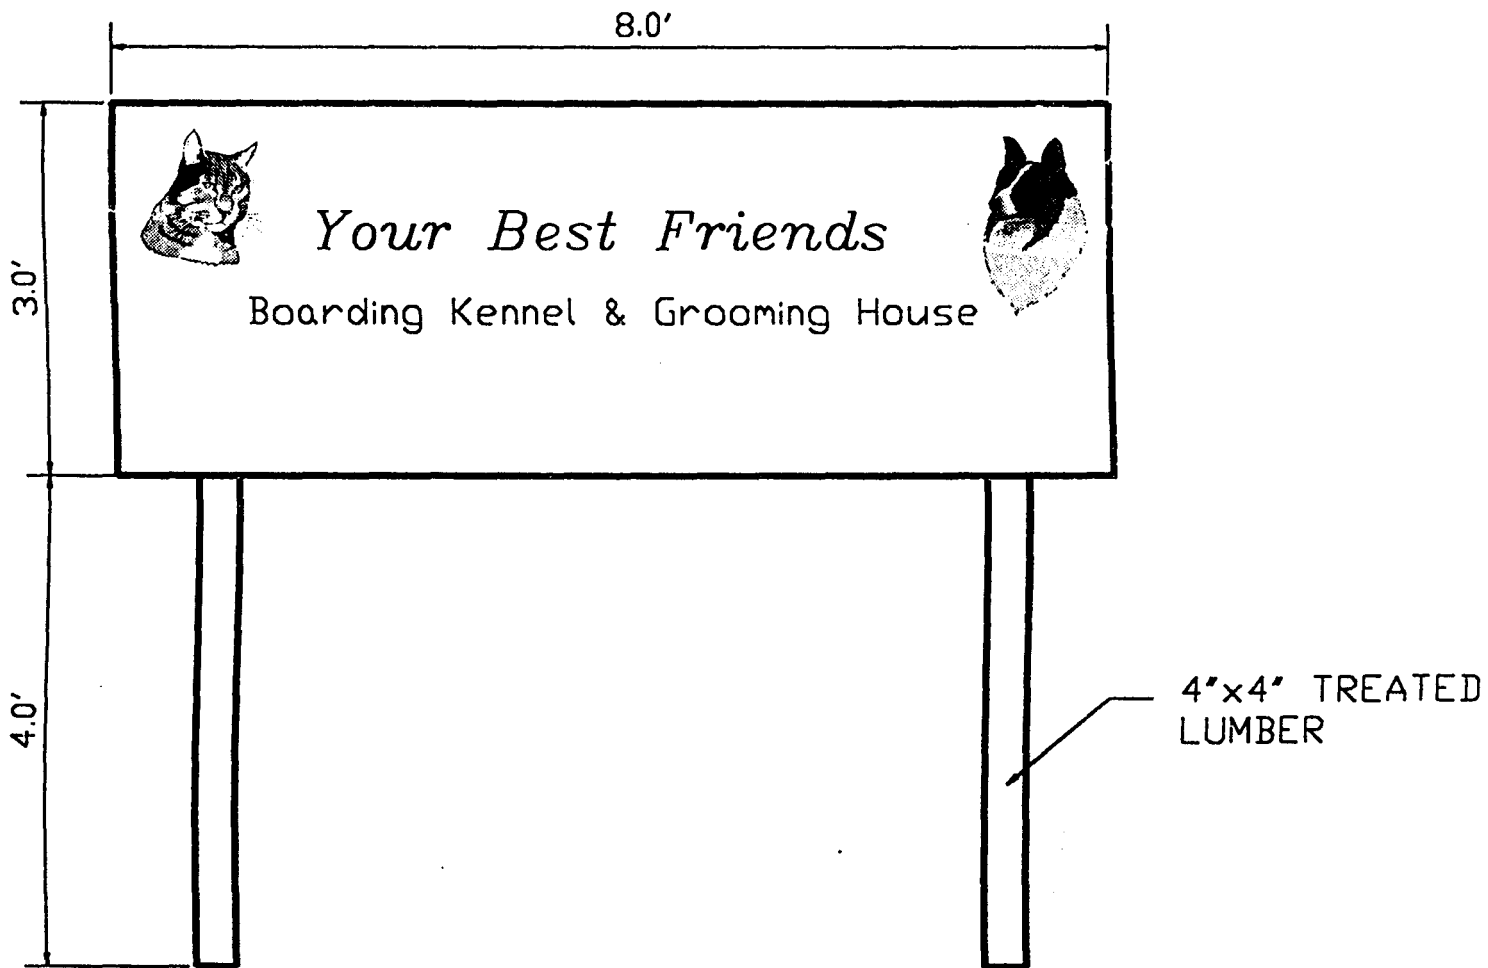 8.0'
3.0'
Your Best Friends
Boarding Kennel & Grooming House
4.0'
4"x4" TREATED
LUMBER